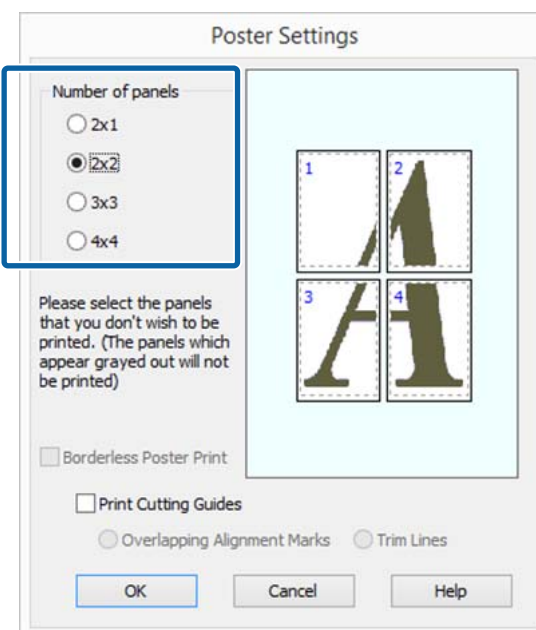 Poster Settings
Number of panels
2x1
2x2
3x3
4x4
1
2
3
4
Please select the panels
that you don't wish to be
printed. (The panels which
appear grayed out will not
be printed)
Borderless Poster Print
Print Cutting Guides
Overlapping Alignment Marks Trim Lines
OK Cancel Help